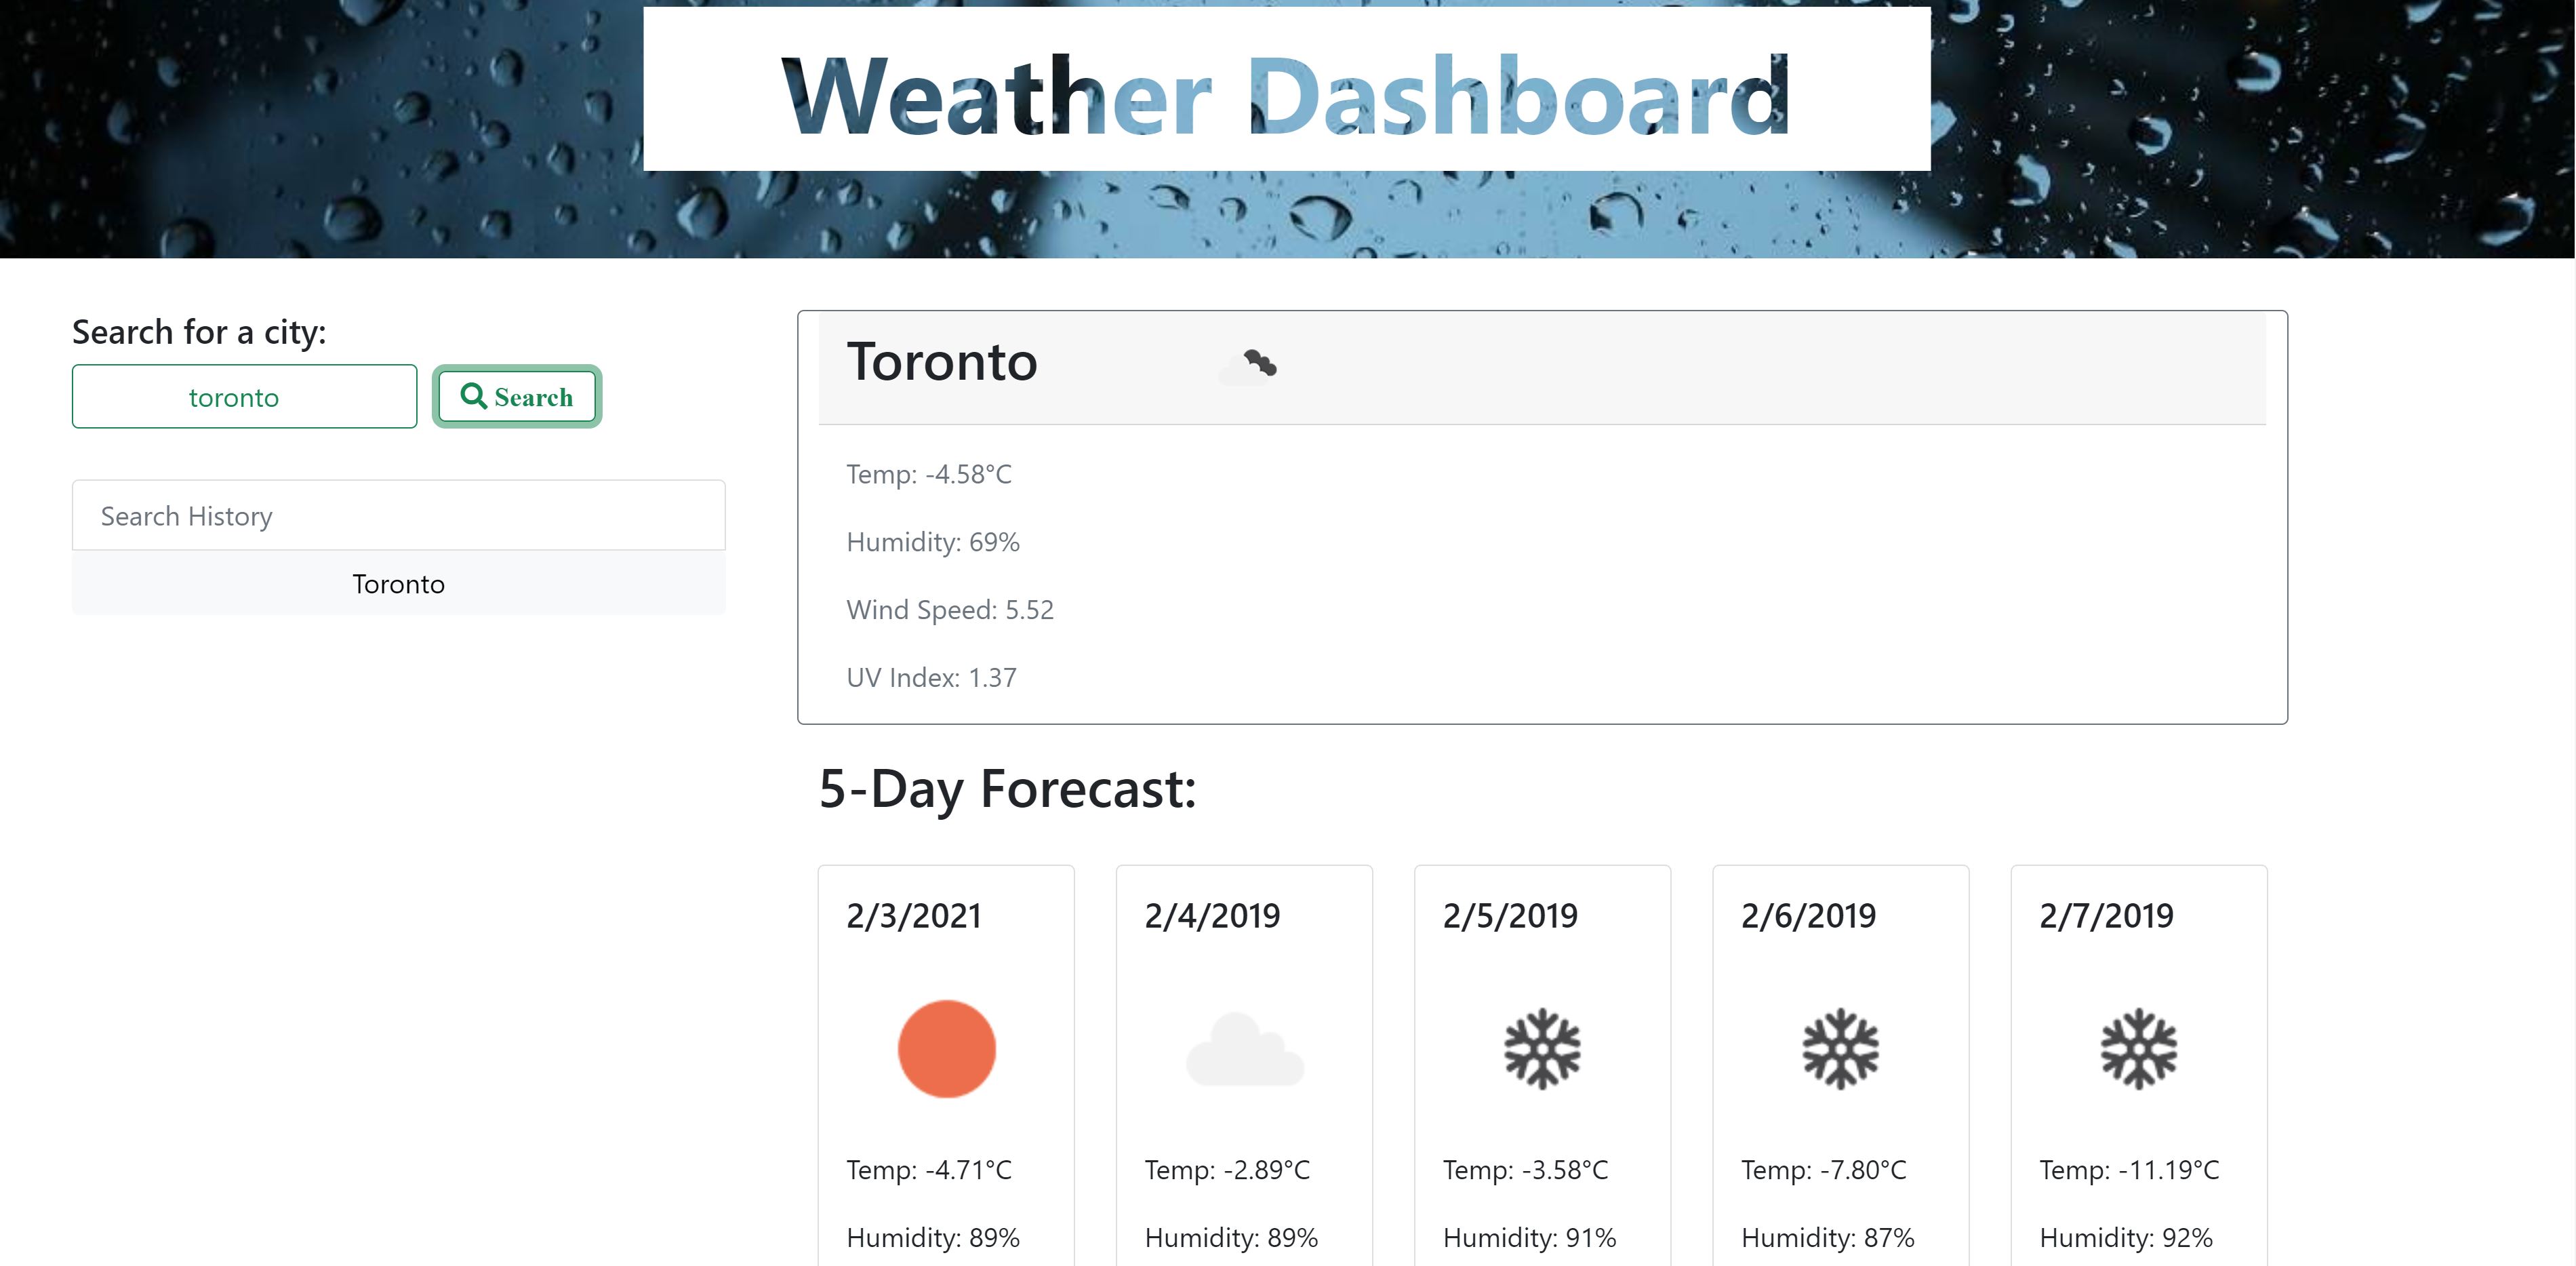 Weather Dashboard
Search for a city:
toronto
Search
Search History
Toronto
Toronto
Temp: -4.58°C
Humidity: 69%
Wind Speed: 5.52
UV Index: 1.37
5-Day Forecast:
2/3/2021
Temp: -4.71°C
Humidity: 89%
2/4/2019
Temp: -2.89°C
Humidity: 89%
2/5/2019
Temp: -3.58°C
Humidity: 91%
2/6/2019
Temp: -7.80°C
Humidity: 87%
2/7/2019
Temp: -11.19°C
Humidity: 92%